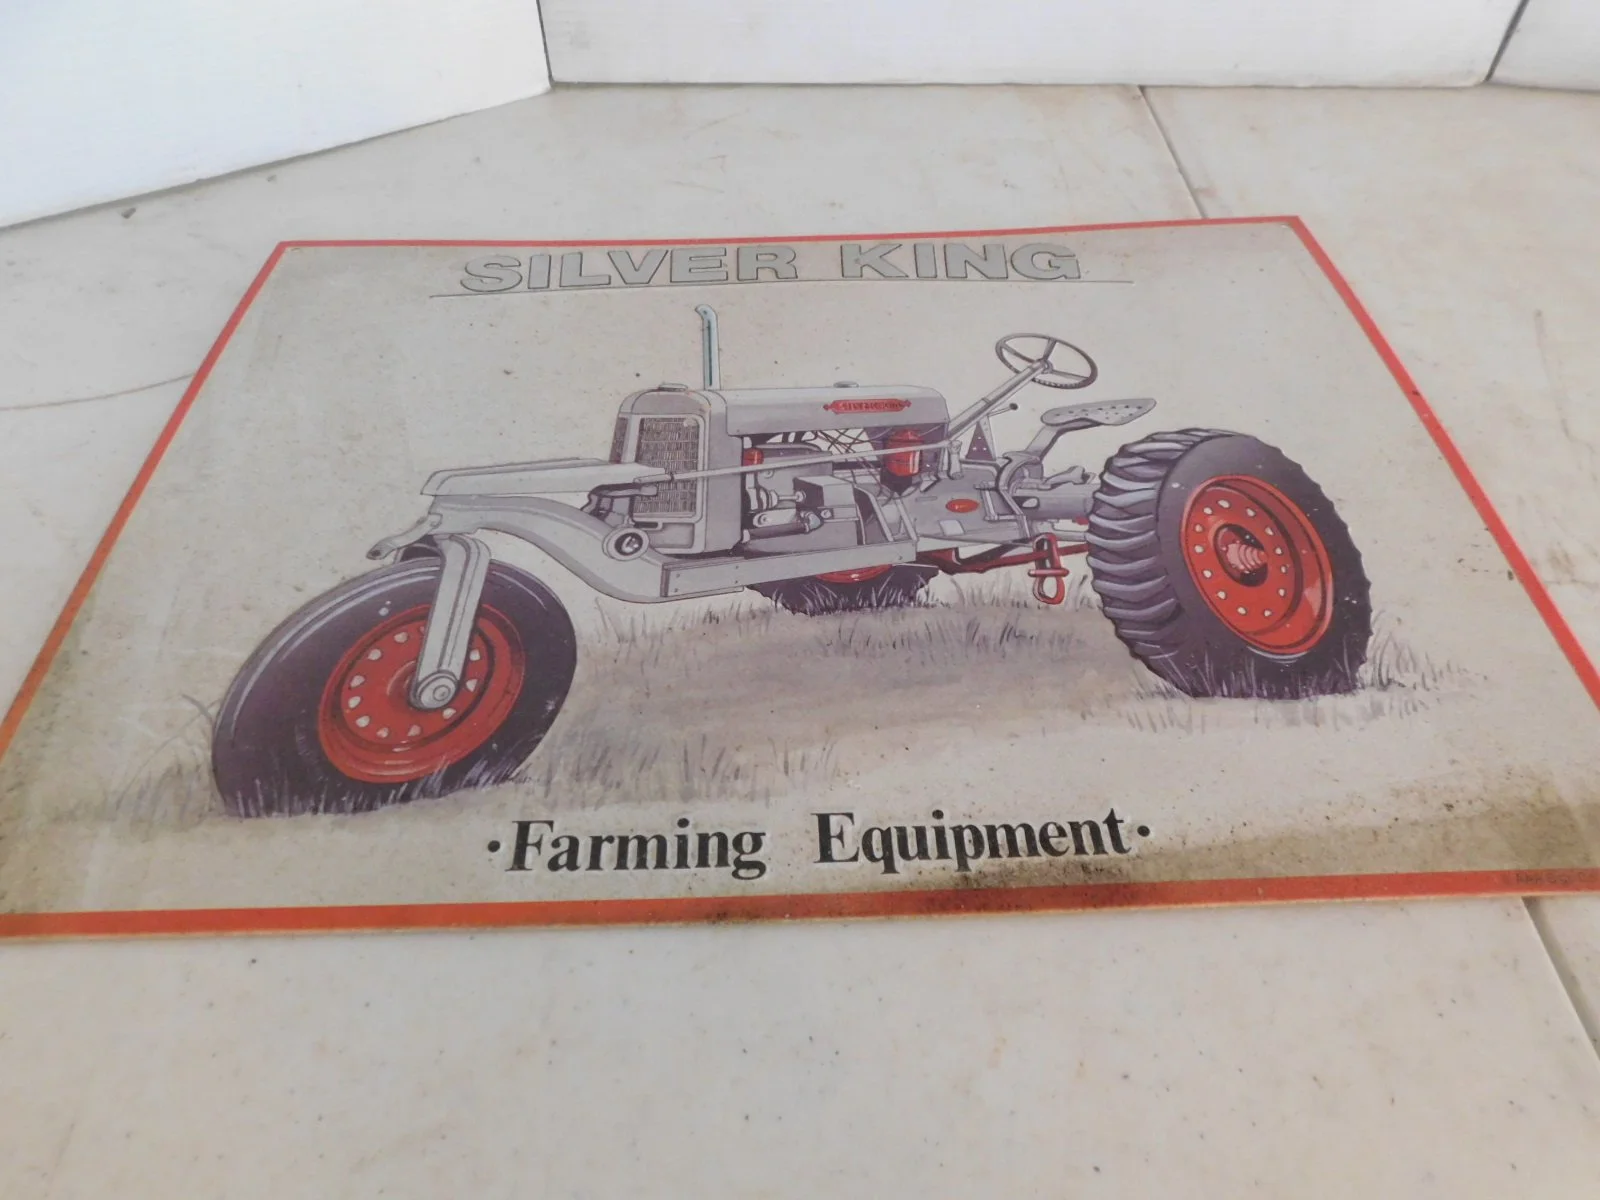 SILVER KING
·Farming Equipment·